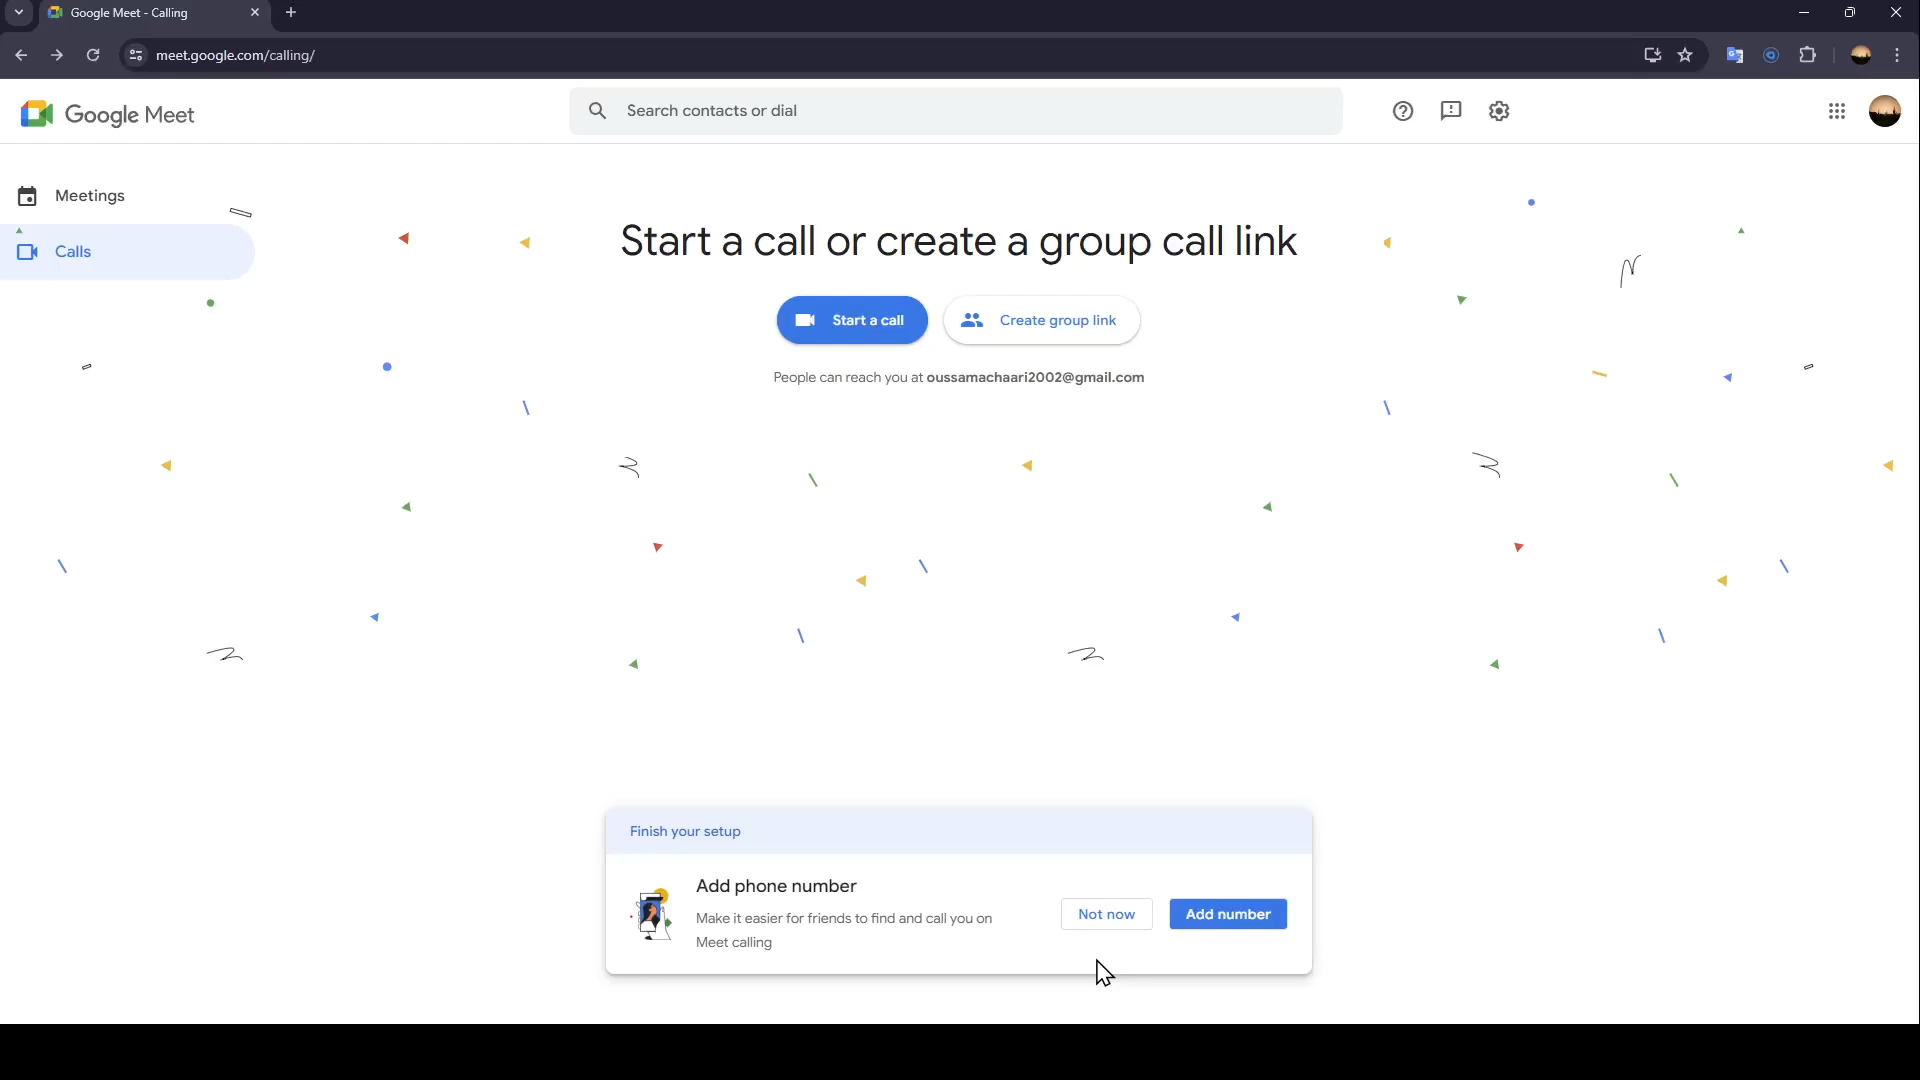 Google Meet - Calling
meet.google.com/calling/
Google Meet
Search contacts or dial
Meetings
Calls
Start a call or create a group call link
Start a call
Create group link
People can reach you at oussamachaari2002@gmail.com
Finish your setup
Add phone number
Make it easier for friends to find and call you on
Meet calling
Not now
Add number